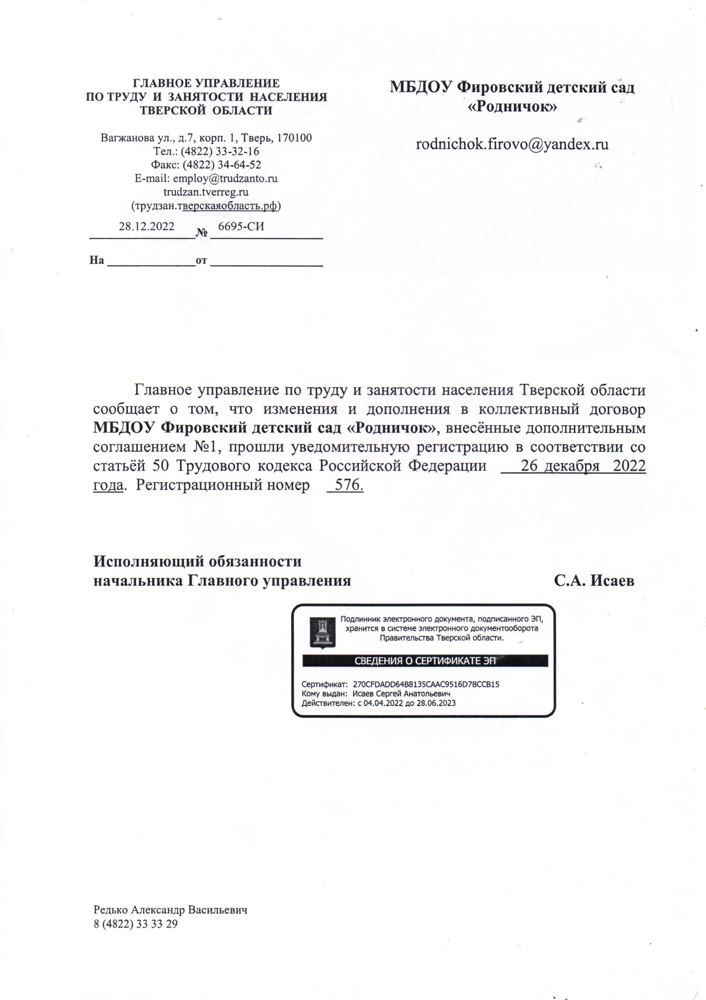 ГЛАВНОЕ УПРАВЛЕНИЕ
ПО ТРУДУ И ЗАНЯТОСТИ НАСЕЛЕНИЯ
ТВЕРСКОЙ ОБЛАСТИ
Вагжанова ул., д.7, корп. 1, Тверь, 170100
Тел.: (4822) 33-32-16
Факс: (4822) 34-64-52
E-mail: employ@trudzanto.ru
trudzan.tverreg.ru
(трудзан.тверскаяобласть.рф)
28.12.2022 № 6695-СИ
На ______________от __________________
МБДОУ Фировский детский сад
«Родничок»
rodnichok.firovo@yandex.ru
Главное управление по труду и занятости населения Тверской области
сообщает о том, что изменения и дополнения в коллективный договор
МБДОУ Фировский детский сад «Родничок», внесённые дополнительным
соглашением №1, прошли уведомительную регистрацию в соответствии со
статьёй 50 Трудового кодекса Российской Федерации 26 декабря 2022
года. Регистрационный номер 576.
Исполняющий обязанности
начальника Главного управления С.А. Исаев
Подлинник электронного документа, подписанного ЭП,
хранится в системе электронного документооборота
Правительства Тверской области.
СВЕДЕНИЯ О СЕРТИФИКАТЕ ЭП
Сертификат: 270CFDADD64B8135CAAC9516D7BCCB15
Кому выдан: Исаев Сергей Анатольевич
Действителен: с 04.04.2022 до 28.06.2023
Редько Александр Васильевич
8 (4822) 33 33 29